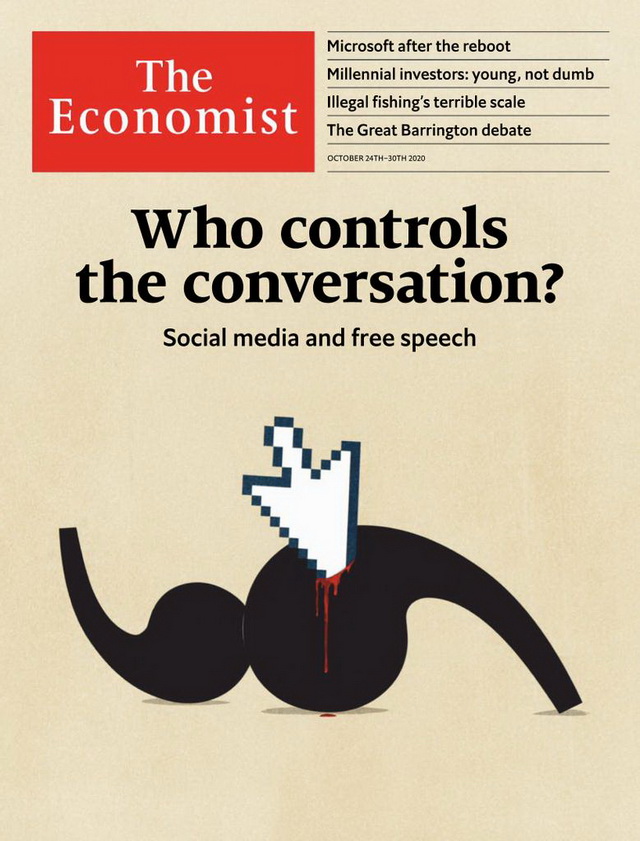 The
Economist
Microsoft after the reboot
Millennial investors: young, not dumb
Illegal fishing's terrible scale
The Great Barrington debate
OCTOBER 24TH–30TH 2020
Who controls
the conversation?
Social media and free speech